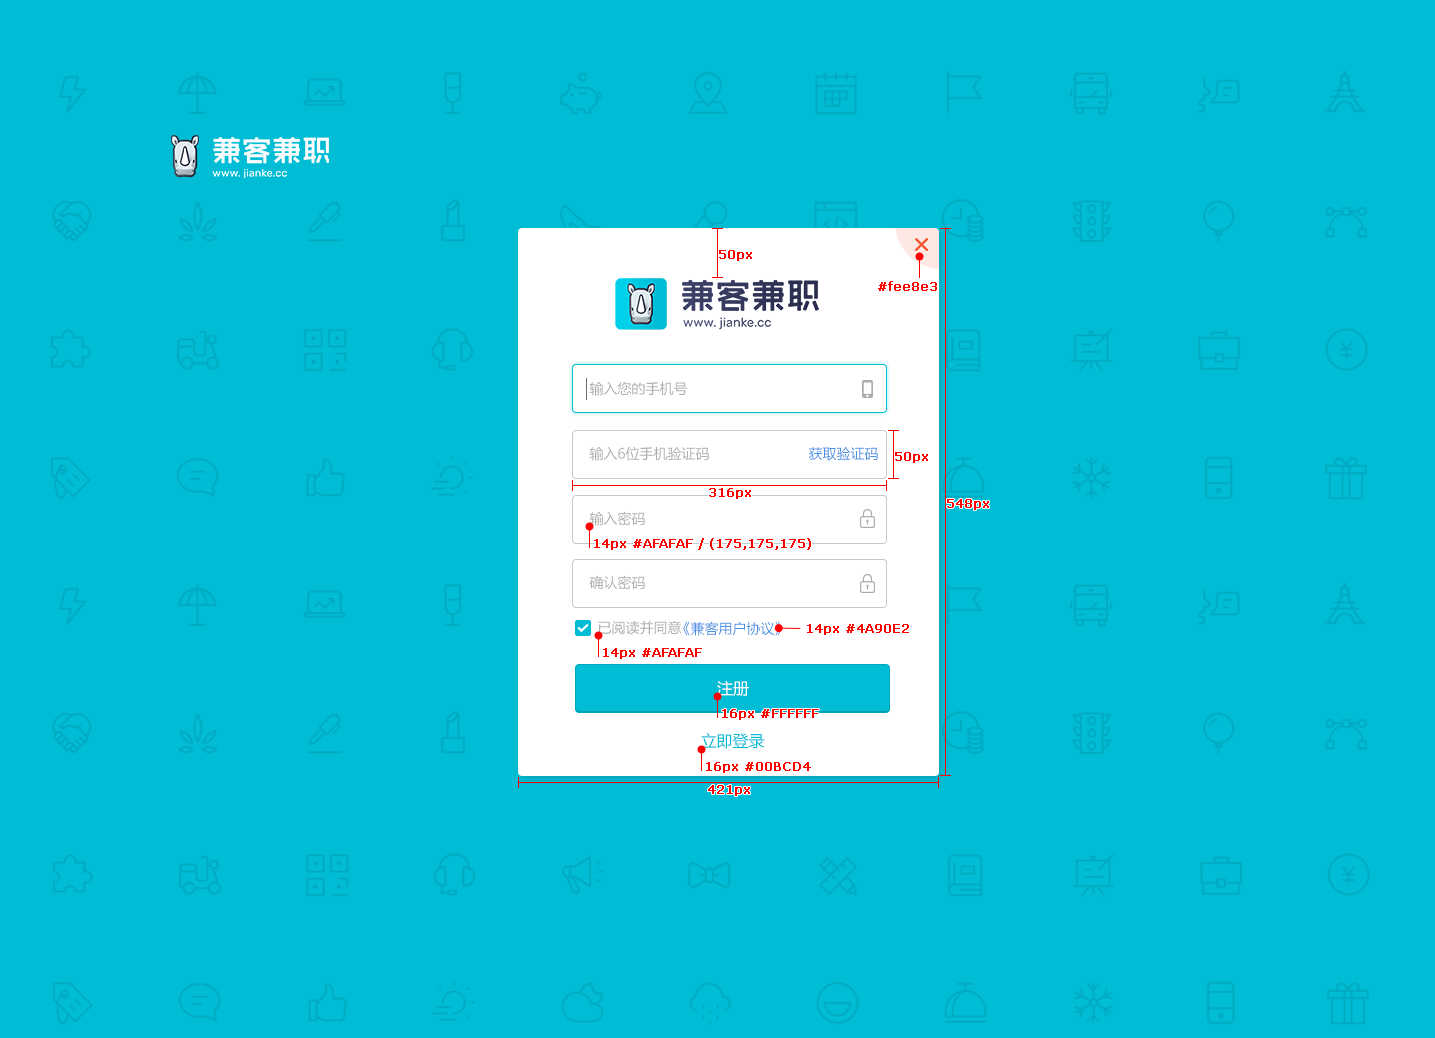 兼客兼职
www.jianke.cc
50px
#fee8e3
兼客兼职
www.jianke.cc
输入您的手机号
输入6位手机验证码
获取验证码
50px
316px
548px
输入密码
14px #AFAFAF / (175,175,175)
确认密码
已阅读并同意《兼客用户协议》
14px #4A90E2
14px #AFAFAF
注册
16px #FFFFFF
立即登录
16px #00BCD4
421px